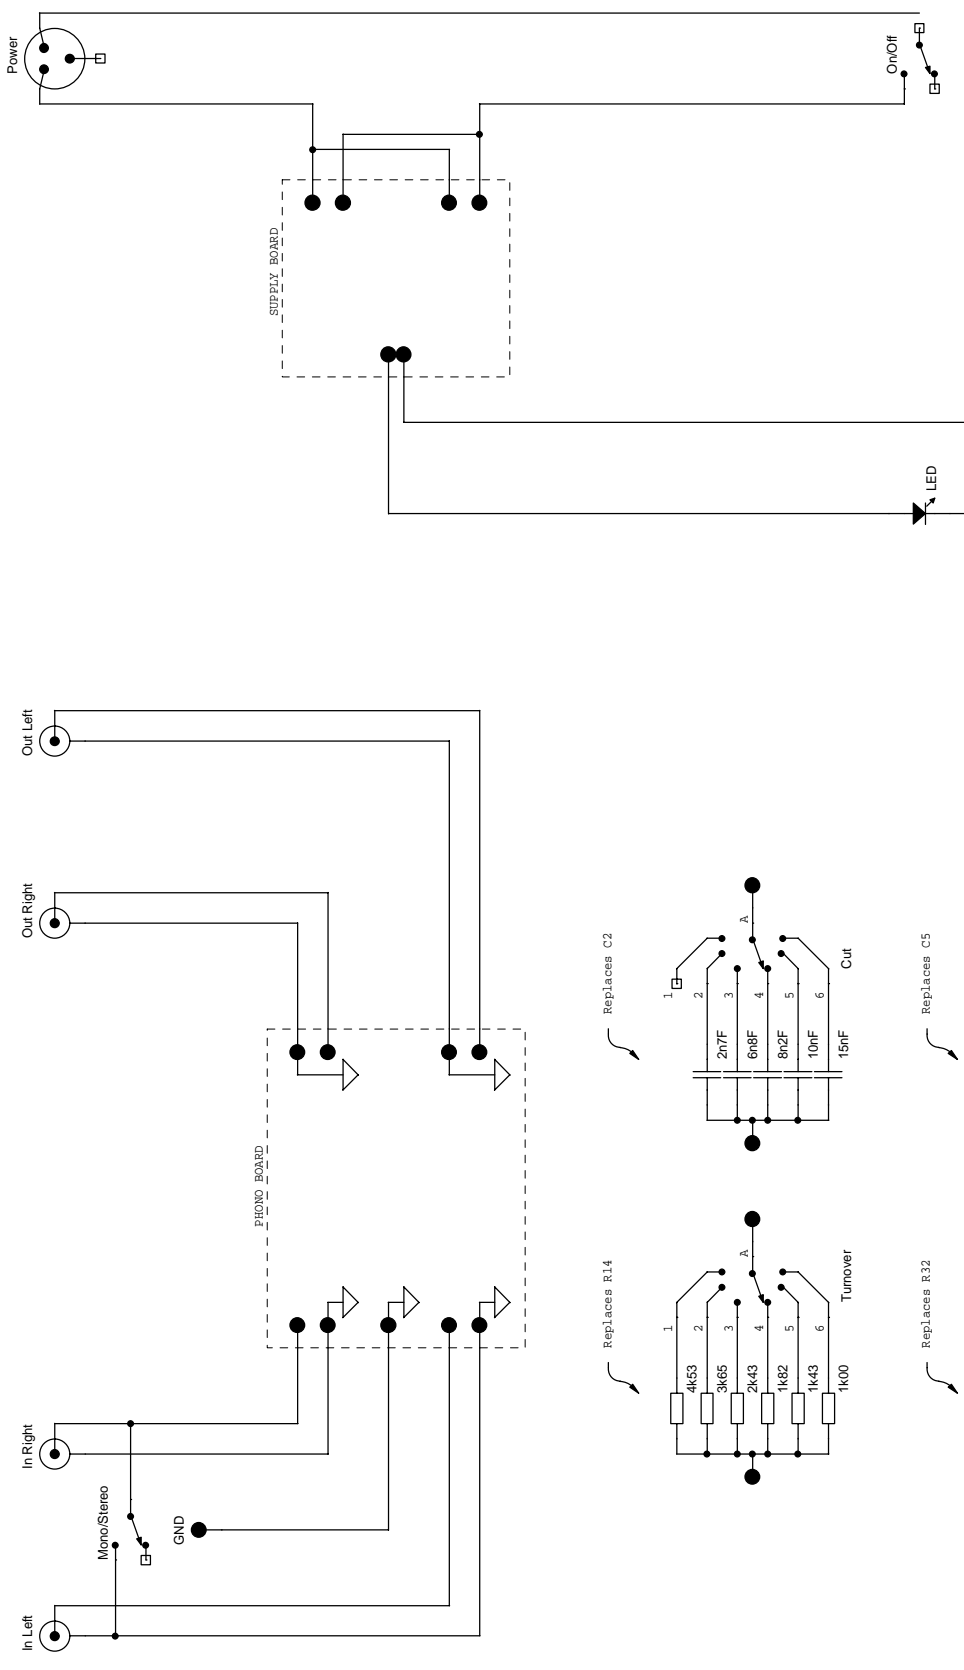 Power
On/Off
SUPPLY BOARD
LED
Out Left
Out Right
PHONO BOARD
In Right
Mono/Stereo
GND
In Left
Replaces C2
A
1
2
3
4
5
6
Cut
2n7F
6n8F
8n2F
10nF
15nF
Replaces C5
Replaces R14
A
1
2
3
4
5
6
Turnover
4k53
3k65
2k43
1k82
1k43
1k00
Replaces R32